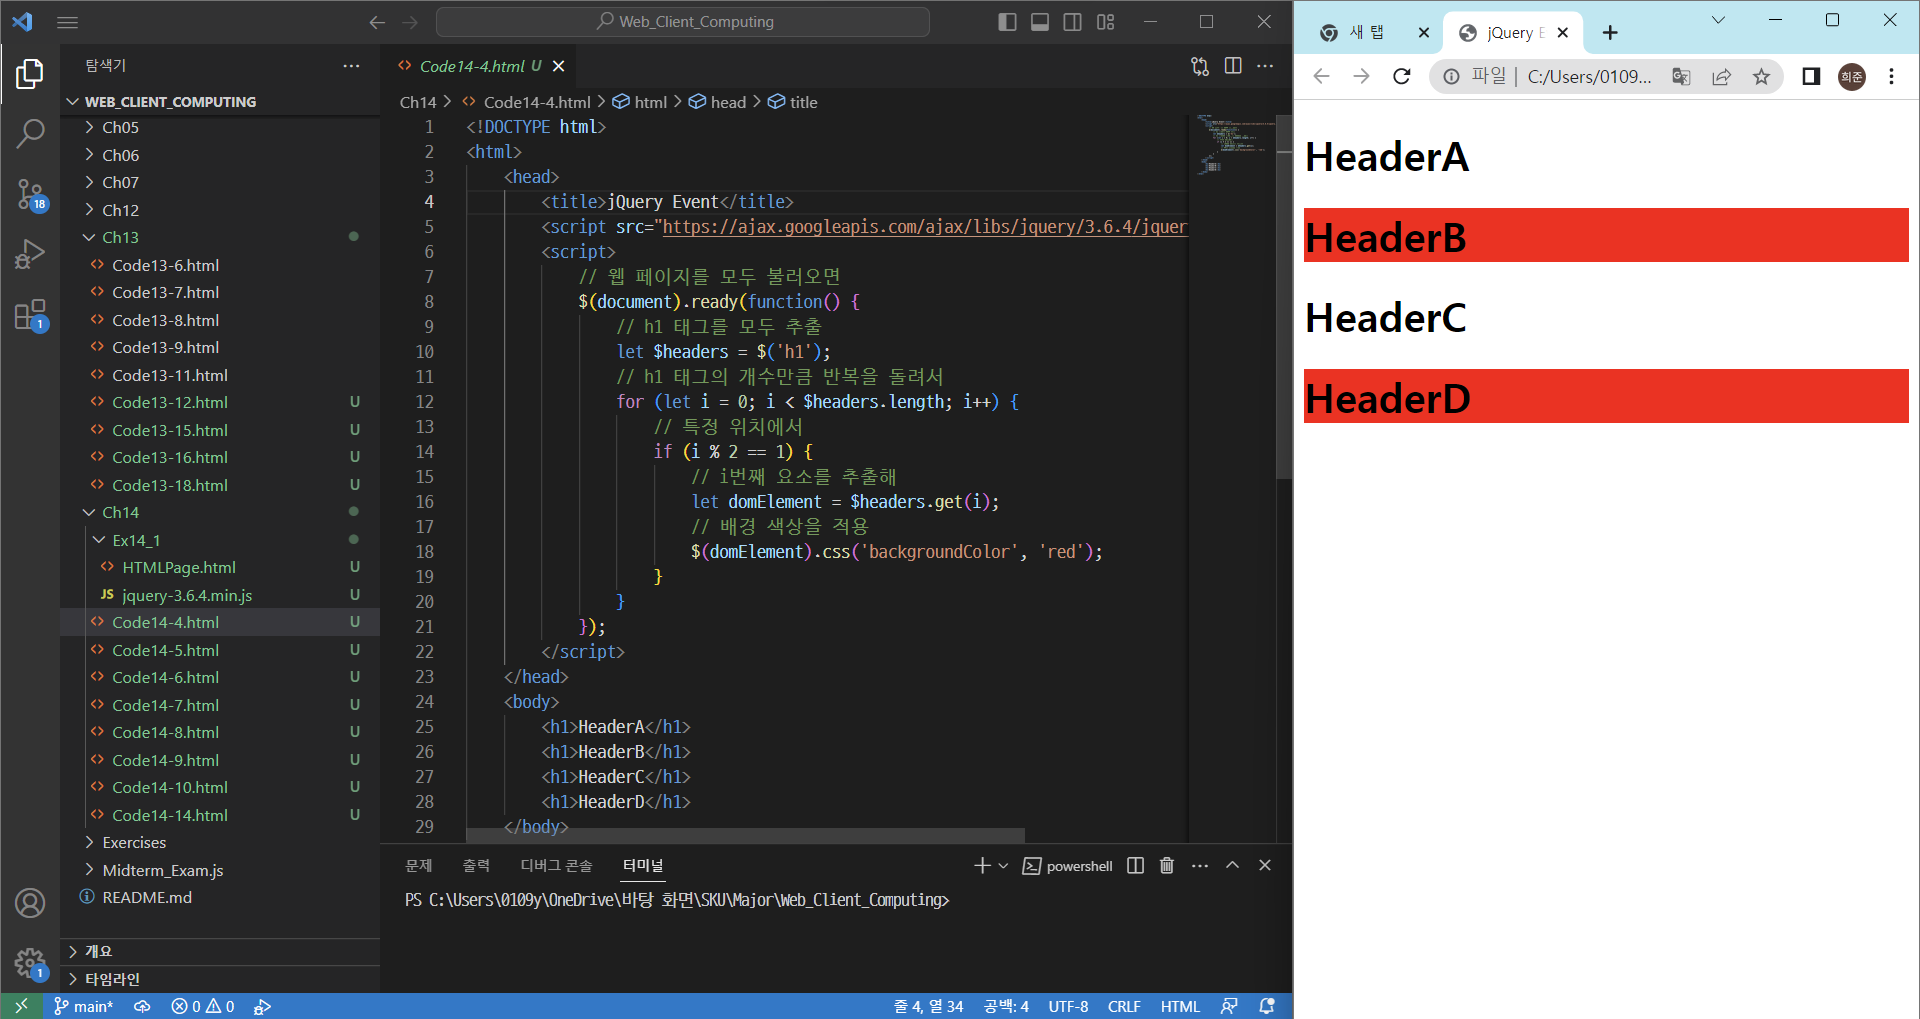 Web_Client_Computing
탐색기
WEB_CLIENT_COMPUTING
Ch05
Ch06
Ch07
Ch12
Ch13
Code13-6.html
Code13-7.html
Code13-8.html
Code13-9.html
Code13-11.html
Code13-12.html U
Code13-15.html U
Code13-16.html U
Code13-18.html U
Ch14
Ex14_1
HTMLPage.html U
JS jquery-3.6.4.min.js U
Code14-4.html U
Code14-5.html U
Code14-6.html U
Code14-7.html U
Code14-8.html U
Code14-9.html U
Code14-10.html U
Code14-14.html U
Exercises
Midterm_Exam.js
README.md
개요
타임라인
18
1
1
Code14-4.html U
Ch14 > Code14-4.html > html > head > title
1 <!DOCTYPE html>
2 <html>
3 <head>
4 <title>jQuery Event</title>
5 <script src="https://ajax.googleapis.com/ajax/libs/jquery/3.6.4/jquer
6 <script>
7 // 웹 페이지를 모두 불러오면
8 $(document).ready(function() {
9 // h1 태그를 모두 추출
10 let $headers = $('h1');
11 // h1 태그의 개수만큼 반복을 돌려서
12 for (let i = 0; i < $headers.length; i++) {
13 // 특정 위치에서
14 if (i % 2 == 1) {
15 // i번째 요소를 추출해
16 let domElement = $headers.get(i);
17 // 배경 색상을 적용
18 $(domElement).css('backgroundColor', 'red');
19 }
20 }
21 });
22 </script>
23 </head>
24 <body>
25 <h1>HeaderA</h1>
26 <h1>HeaderB</h1>
27 <h1>HeaderC</h1>
28 <h1>HeaderD</h1>
29 </body>
문제 출력 디버그 콘솔 터미널
powershell
PS C:\Users\0109y\OneDrive\바탕 화면\SKU\Major\Web_Client_Computing>
main* 0 0
줄 4, 열 34 공백: 4 UTF-8 CRLF HTML
새 탭
jQuery E
파일 | C:/Users/0109...
희준
HeaderA
HeaderB
HeaderC
HeaderD